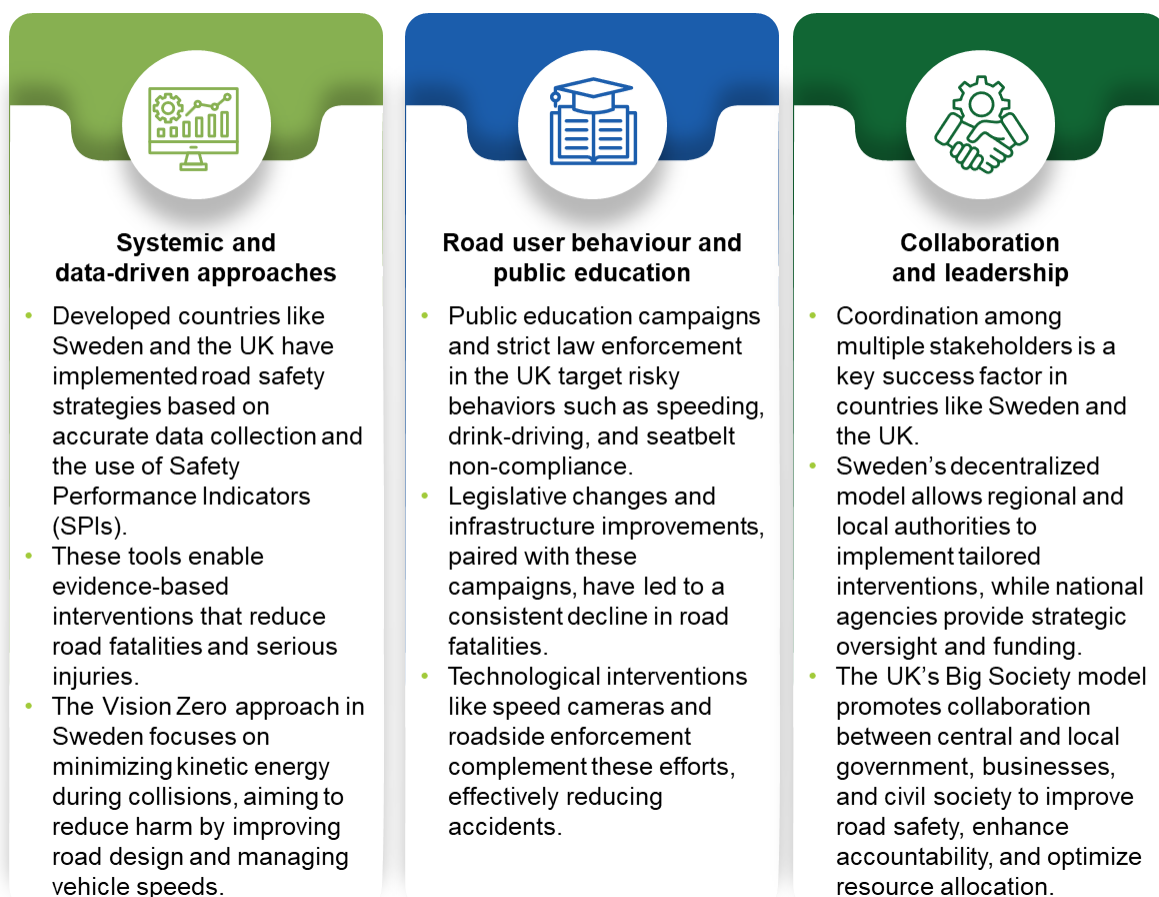 Systemic and
data-driven approaches
• Developed countries like
Sweden and the UK have
implemented road safety
strategies based on
accurate data collection and
the use of Safety
Performance Indicators
(SPIs).
• These tools enable
evidence-based
interventions that reduce
road fatalities and serious
injuries.
• The Vision Zero approach in
Sweden focuses on
minimizing kinetic energy
during collisions, aiming to
reduce harm by improving
road design and managing
vehicle speeds.
Road user behaviour and
public education
• Public education campaigns
and strict law enforcement
in the UK target risky
behaviors such as speeding,
drink-driving, and seatbelt
non-compliance.
• Legislative changes and
infrastructure improvements,
paired with these
campaigns, have led to a
consistent decline in road
fatalities.
• Technological interventions
like speed cameras and
roadside enforcement
complement these efforts,
effectively reducing
accidents.
Collaboration
and leadership
• Coordination among
multiple stakeholders is a
key success factor in
countries like Sweden and
the UK.
• Sweden’s decentralized
model allows regional and
local authorities to
implement tailored
interventions, while national
agencies provide strategic
oversight and funding.
• The UK’s Big Society model
promotes collaboration
between central and local
government, businesses,
and civil society to improve
road safety, enhance
accountability, and optimize
resource allocation.